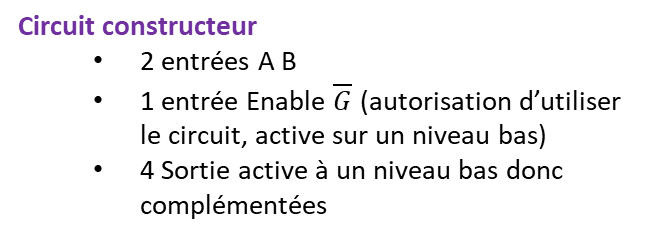 Circuit constructeur
• 2 entrées A B
• 1 entrée Enable G̅ (autorisation d’utiliser
le circuit, active sur un niveau bas)
• 4 Sortie active à un niveau bas donc
complémentées